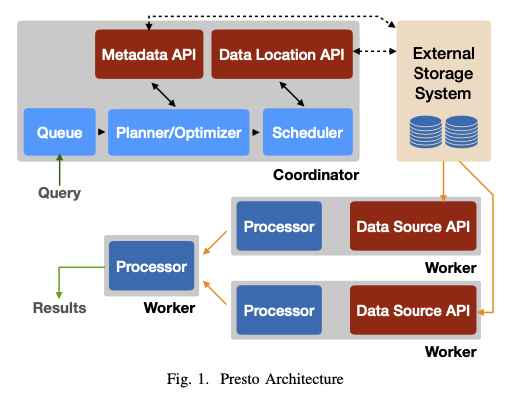 Metadata API
Data Location API
External
Storage
System
Queue
Planner/Optimizer
Scheduler
Coordinator
Query
Processor
Data Source API
Worker
Processor
Results
Worker
Processor
Data Source API
Worker
Fig. 1. Presto Architecture